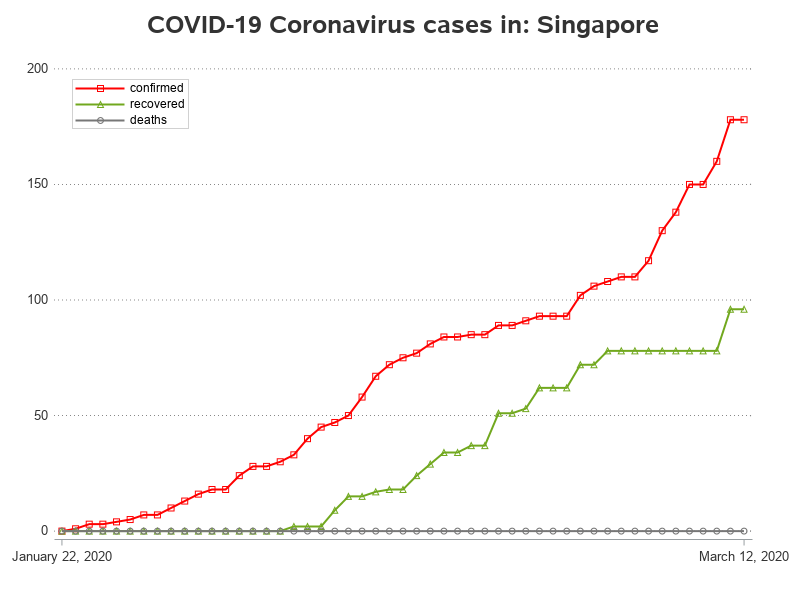 COVID-19 Coronavirus cases in: Singapore
200
confirmed
recovered
deaths
150
100
50
0
January 22, 2020
March 12, 2020